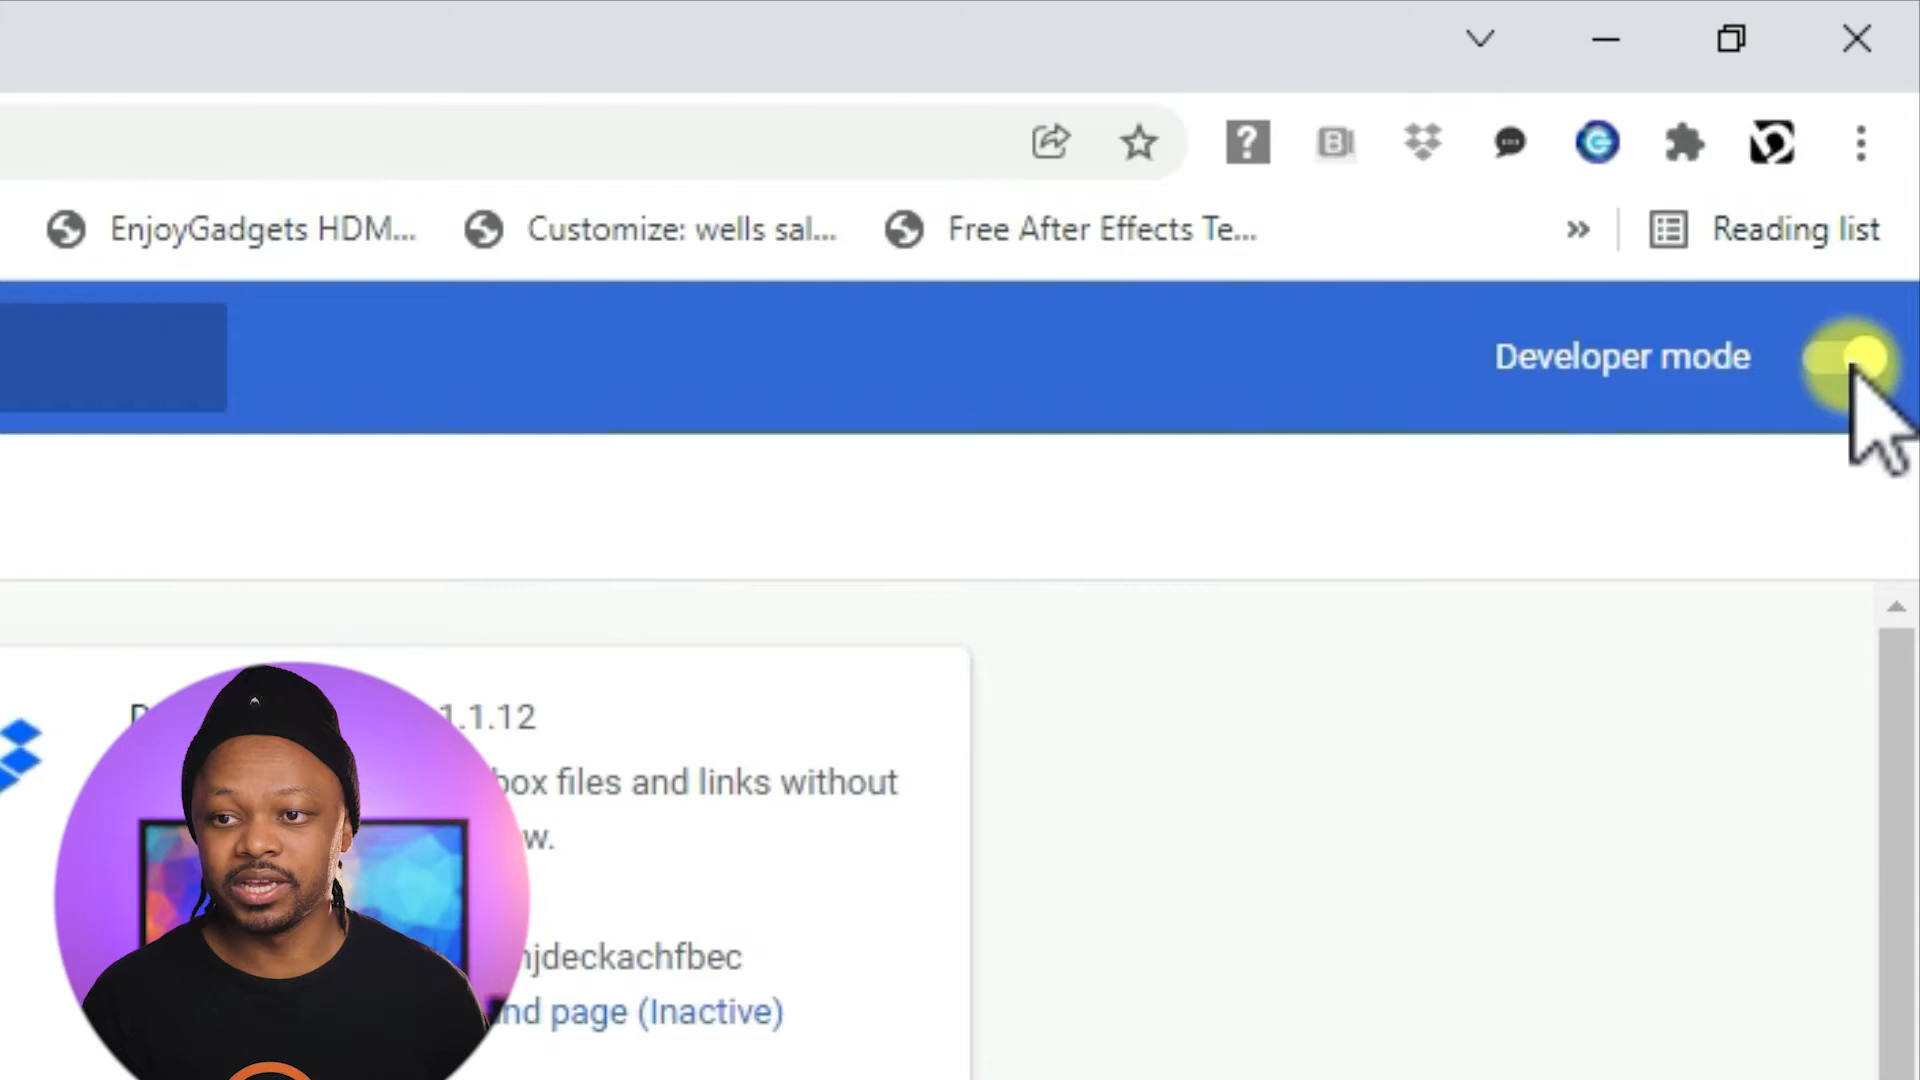 EnjoyGadgets HDM... Customize: wells sal... Free After Effects Te... » Reading list
Developer mode
1.1.12
box files and links without
w.
njdeckachfbec
nd page (Inactive)